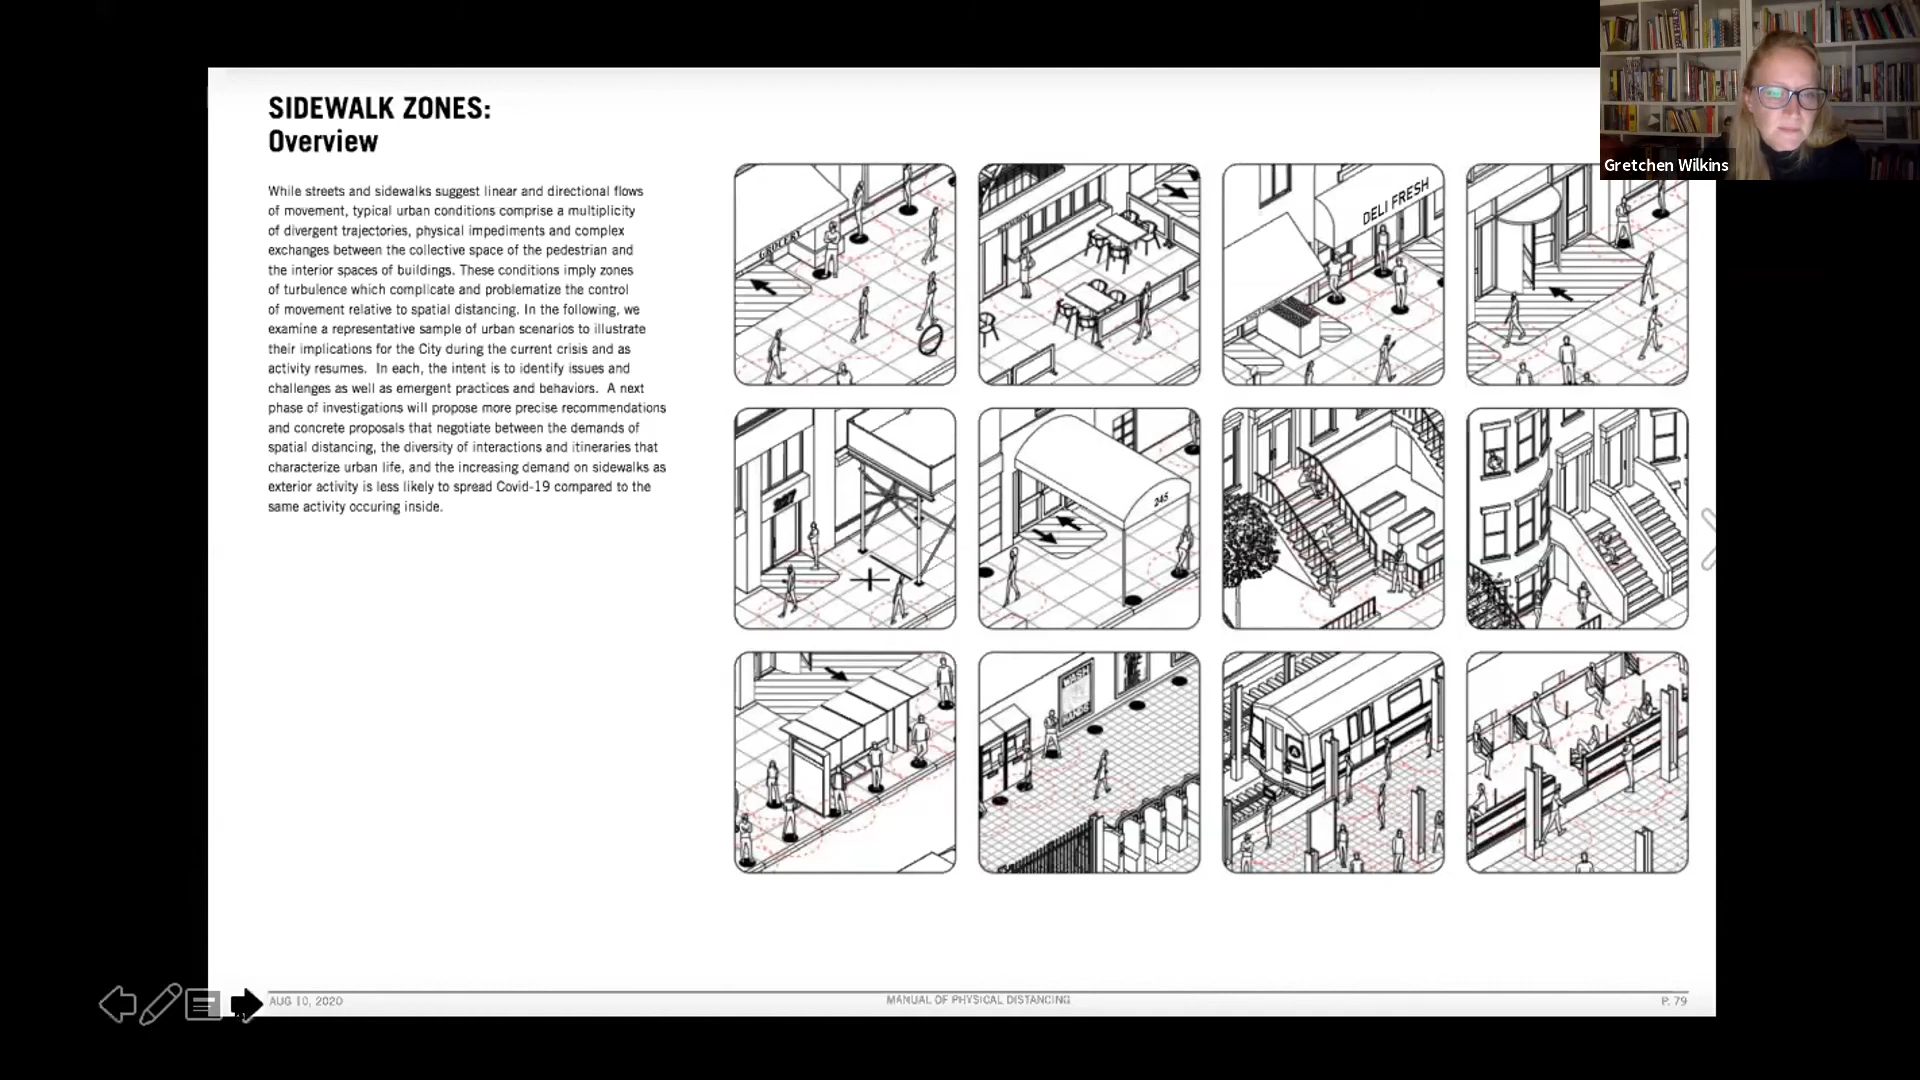 SIDEWALK ZONES:
Overview
While streets and sidewalks suggest linear and directional flows
of movement, typical urban conditions comprise a multiplicity
of divergent trajectories, physical impediments and complex
exchanges between the collective space of the pedestrian and
the interior spaces of buildings. These conditions imply zones
of turbulence which complicate and problematize the control
of movement relative to spatial distancing. In the following, we
examine a representative sample of urban scenarios to illustrate
their implications for the City during the current crisis and as
activity resumes. In each, the intent is to identify issues and
challenges as well as emergent practices and behaviors. A next
phase of investigations will propose more precise recommendations
and concrete proposals that negotiate between the demands of
spatial distancing, the diversity of interactions and itineraries that
characterize urban life, and the increasing demand on sidewalks as
exterior activity is less likely to spread Covid-19 compared to the
same activity occuring inside.
Gretchen Wilkins
GROCERY
DELI FRESH
245
WASH
HANDS
A
AUG 10, 2020
MANUAL OF PHYSICAL DISTANCING
P. 79